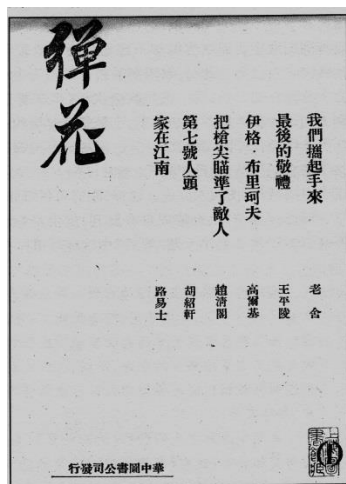 彈花
我們攜起手來 老舍
最後的敬禮 王平陵
伊格·布里珂夫 高爾基
把槍尖瞄準了敵人 趙清閣
第七號人頭 胡紹軒
家在江南 路易士
行發司公書圖中華